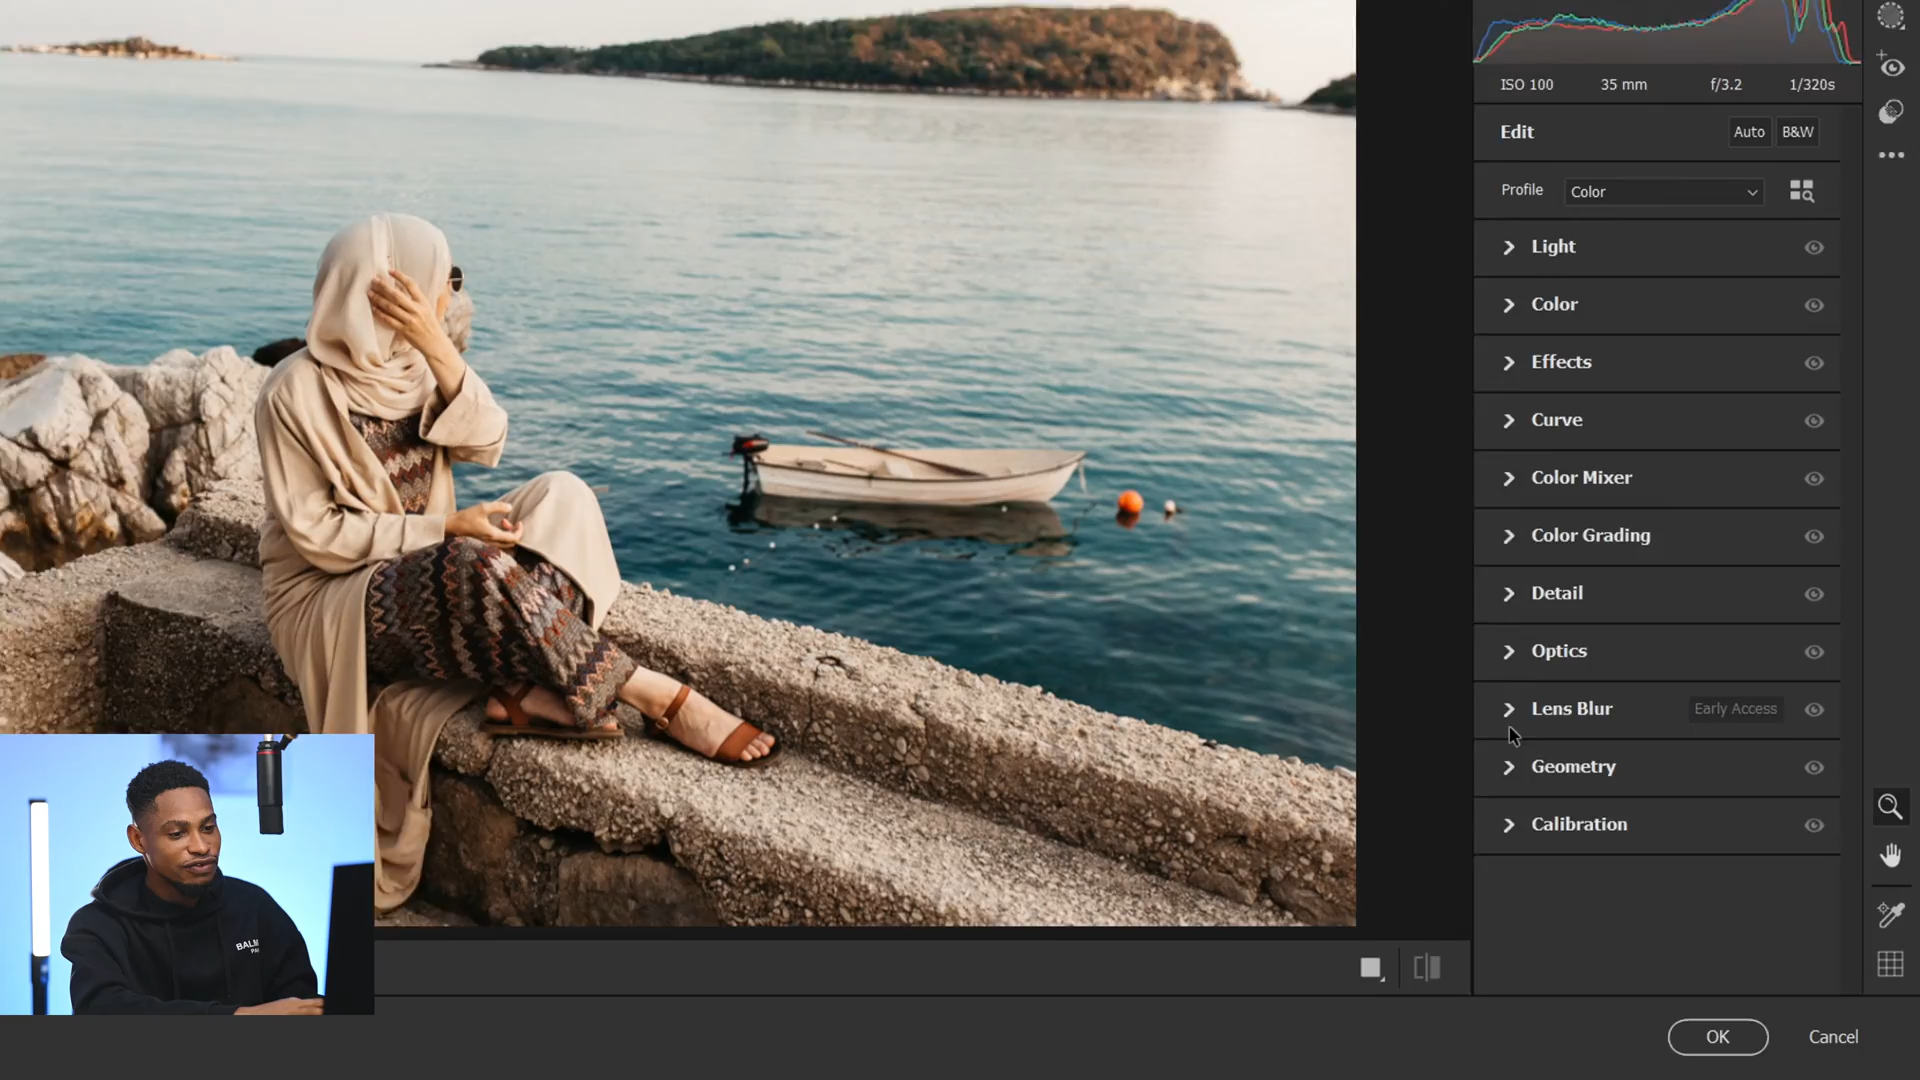 ISO 100 35 mm f/3.2 1/320s
Edit Auto B&W
Profile Color
Light
Color
Effects
Curve
Color Mixer
Color Grading
Detail
Optics
Lens Blur Early Access
Geometry
Calibration
OK Cancel